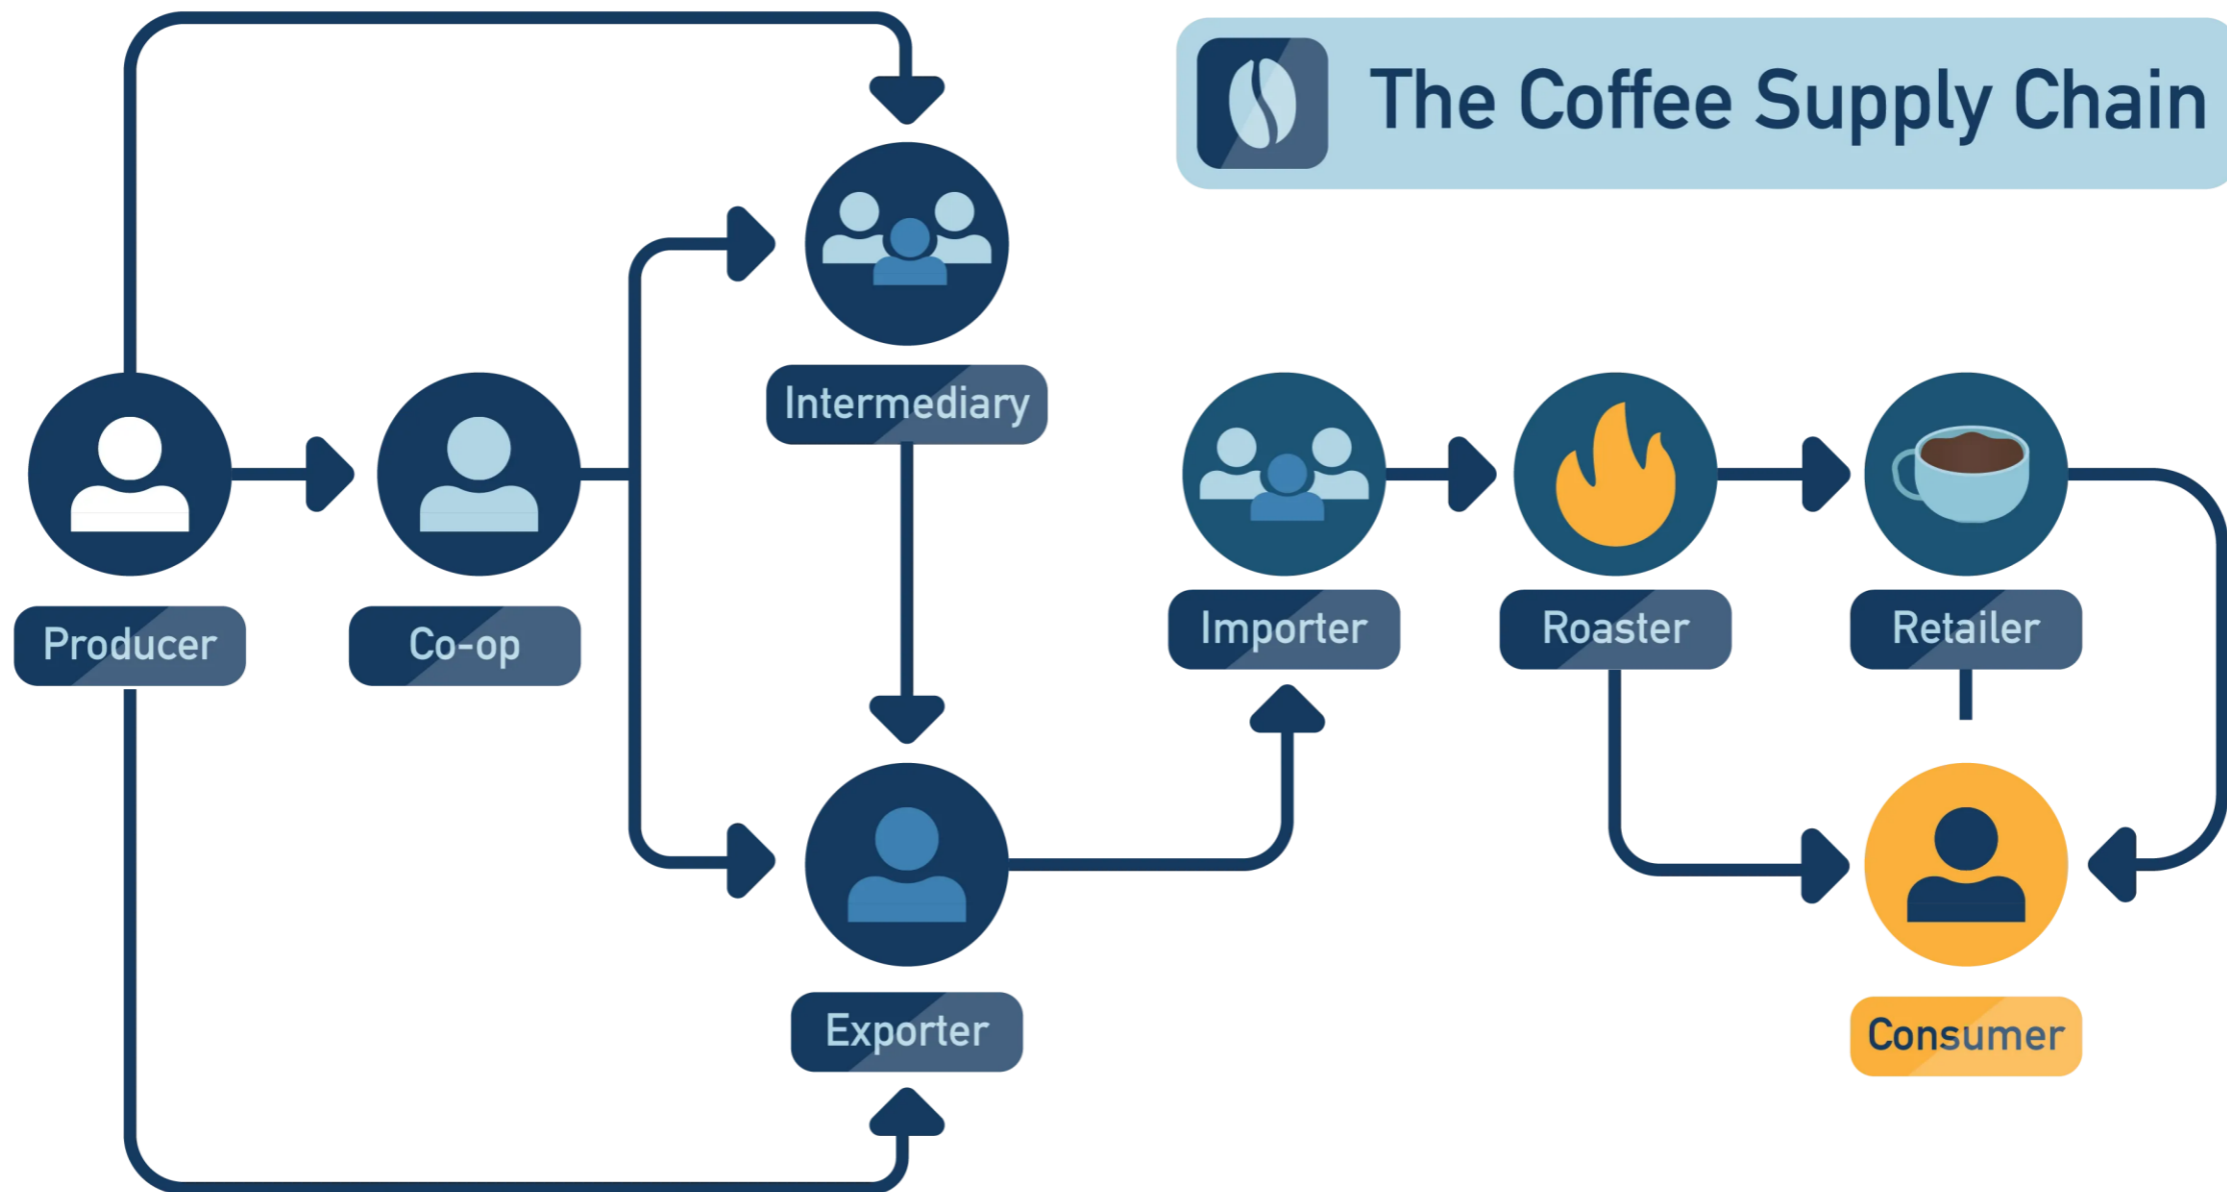 The Coffee Supply Chain
Intermediary
Producer
Co-op
Importer
Roaster
Retailer
Exporter
Consumer